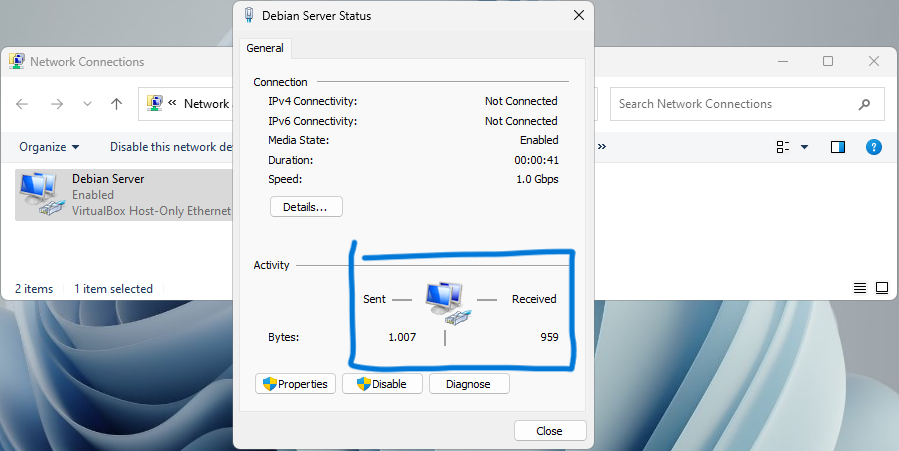 Debian Server Status
General
Network Connections
Connection
IPv4 Connectivity: Not Connected
IPv6 Connectivity: Not Connected
Media State: Enabled
Duration: 00:00:41
Speed: 1.0 Gbps
Details...
Activity
Sent Received
Bytes: 1.007 959
Properties Disable Diagnose
Close
« Network
Search Network Connections
Organize Disable this network de »
Debian Server
Enabled
VirtualBox Host-Only Ethernet
2 items 1 item selected